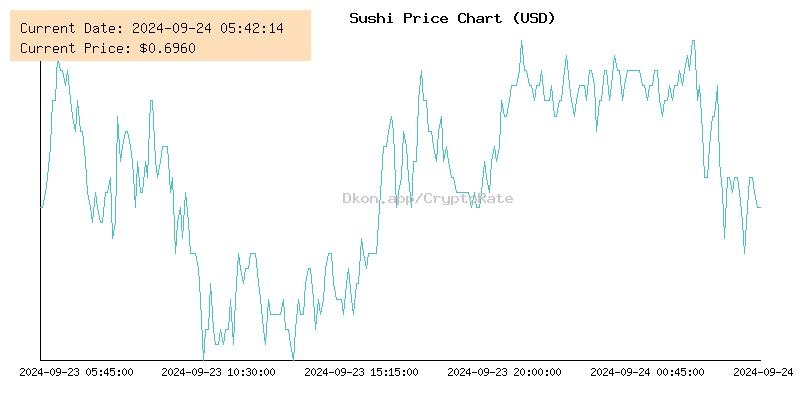 Sushi Price Chart (USD)
Current Date: 2024-09-24 05:42:14
Current Price: $0.6960
Dkon.app/CryptoRate
2024-09-23 05:45:00 2024-09-23 10:30:00 2024-09-23 15:15:00 2024-09-23 20:00:00 2024-09-24 00:45:00 2024-09-24